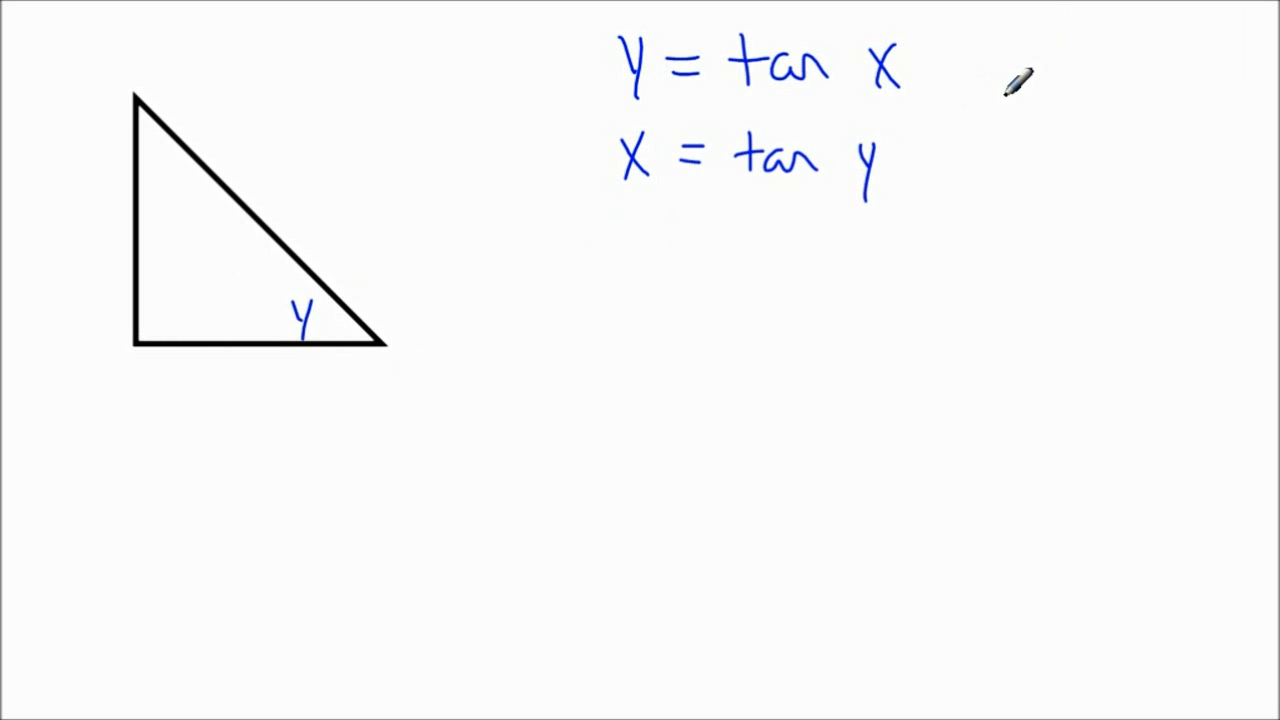 y = tan x
x = tan y
y